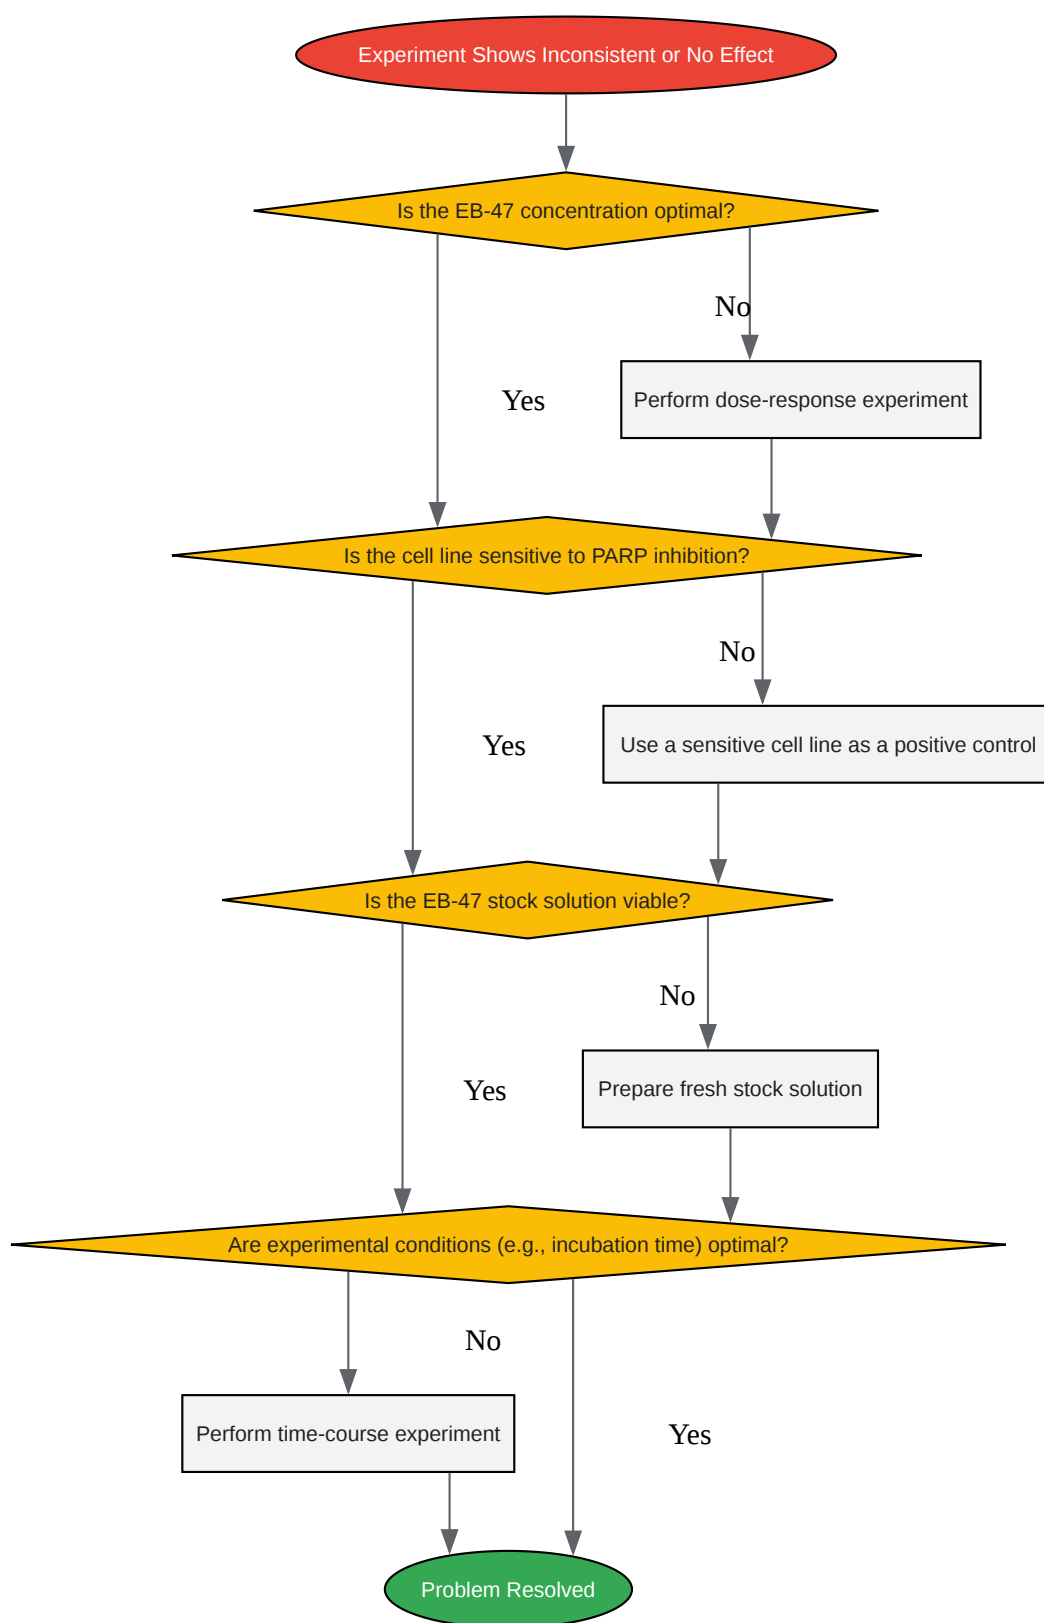 Experiment Shows Inconsistent or No Effect
Is the EB-47 concentration optimal?
No
Yes
Perform dose-response experiment
Is the cell line sensitive to PARP inhibition?
No
Yes
Use a sensitive cell line as a positive control
Is the EB-47 stock solution viable?
No
Yes
Prepare fresh stock solution
Are experimental conditions (e.g., incubation time) optimal?
No
Perform time-course experiment
Yes
Problem Resolved